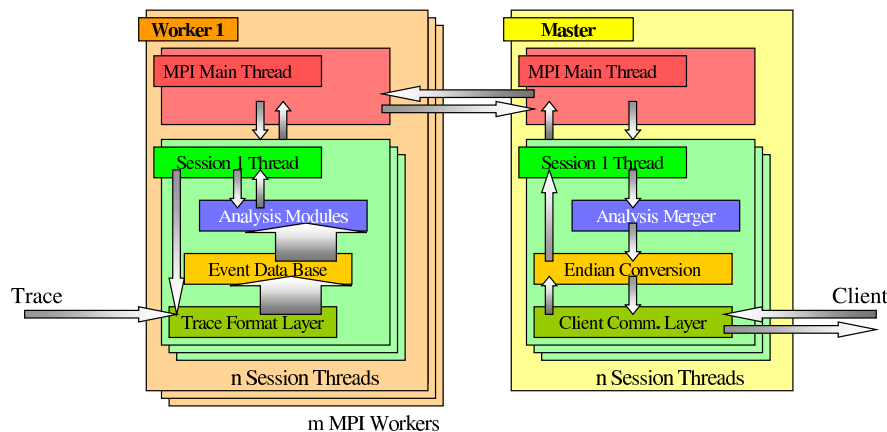 Worker 1
MPI Main Thread
Session 1 Thread
Analysis Modules
Event Data Base
Trace
Trace Format Layer
n Session Threads
m MPI Workers
Master
MPI Main Thread
Session 1 Thread
Analysis Merger
Endian Conversion
Client
Client Comm. Layer
n Session Threads